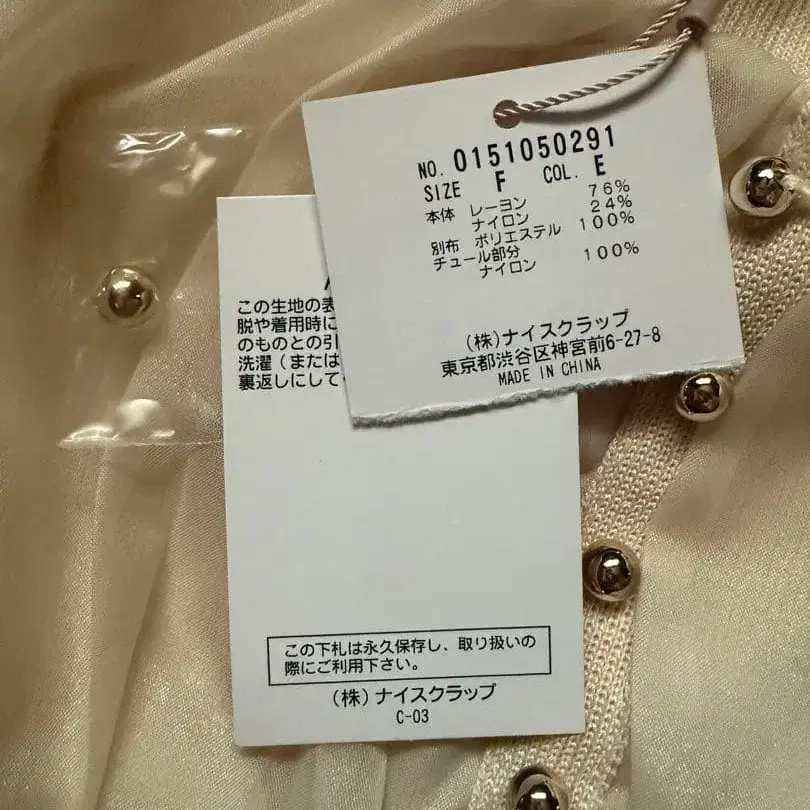 NO. 0151050291
SIZE F COL. E
本体 レーヨン 76%
ナイロン 24%
別布 ポリエステル 100%
チュール部分
ナイロン 100%
(株)ナイスクラップ
東京都渋谷区神宮前6-27-8
MADE IN CHINA
この生地の表
脱や着用時に
のものとの引
洗濯(または
裏返しにして
この下札は永久保存し、取り扱いの
際にご利用下さい。
(株)ナイスクラップ
C-03